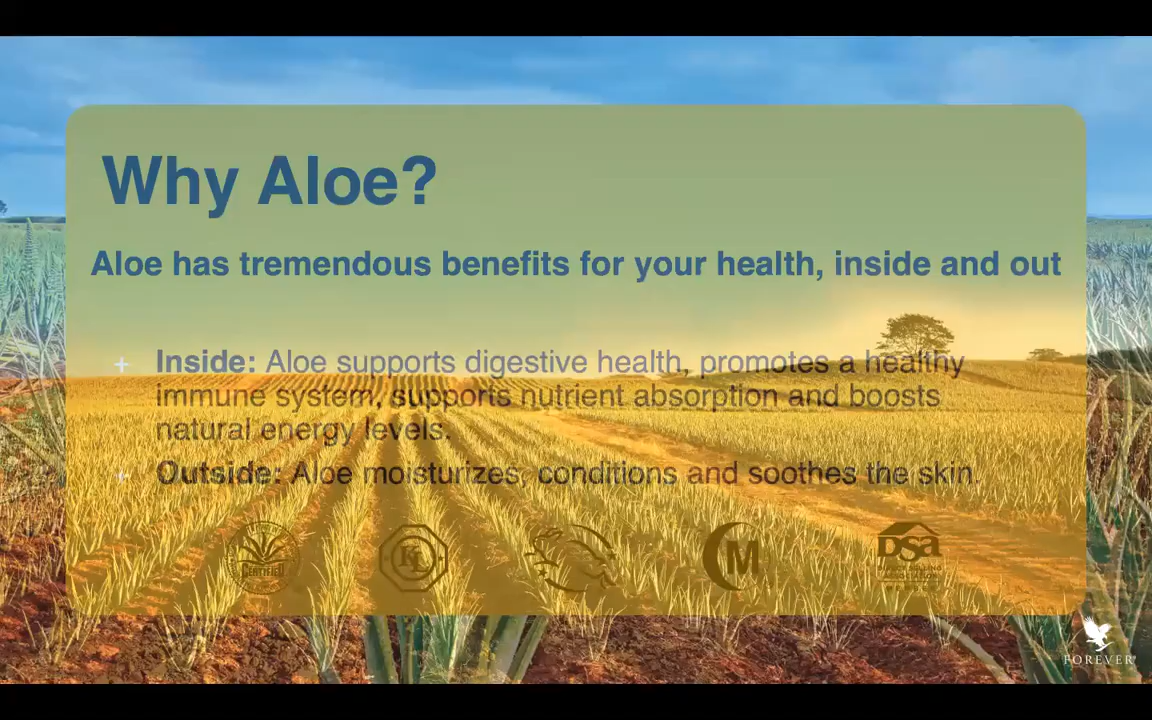 Why Aloe?
Aloe has tremendous benefits for your health, inside and out
+ Inside: Aloe supports digestive health, promotes a healthy
immune system, supports nutrient absorption and boosts
natural energy levels.
+ Outside: Aloe moisturizes, conditions and soothes the skin.
CERTIFIED
K
M
DSA
FOREVER